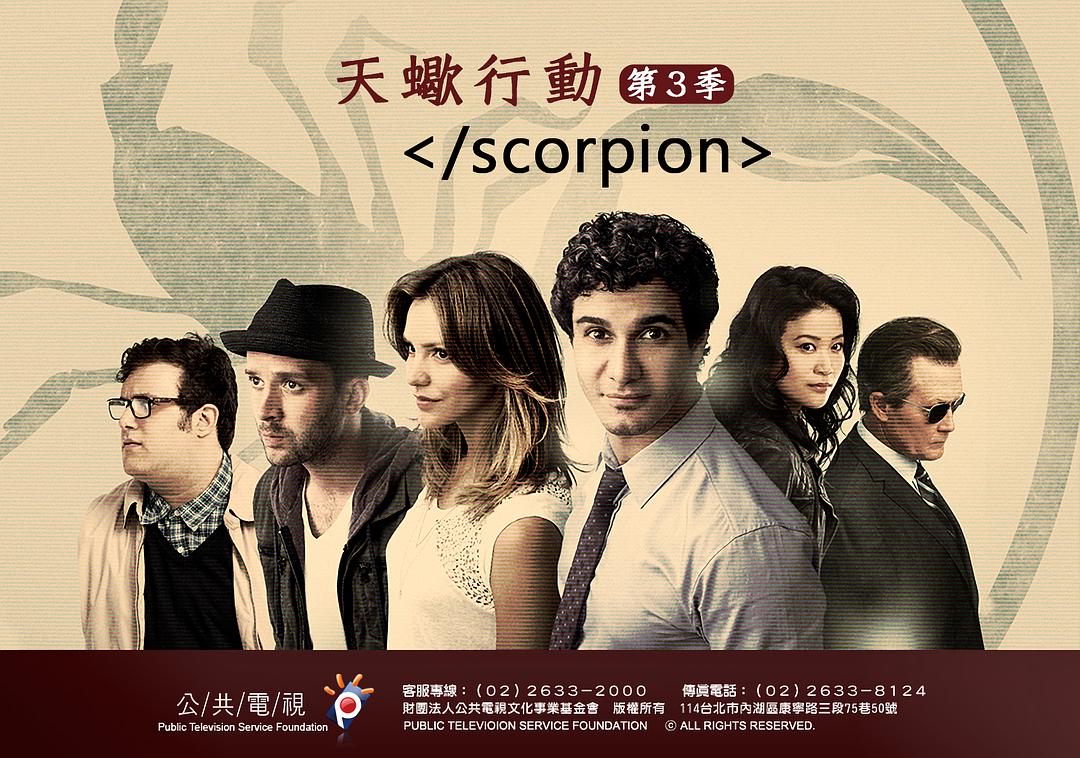 天蠍行動 第3季
</scorpion>
公/共/電/視
Public Television Service Foundation
客服專線：(02)2633-2000 傳真電話：(02)2633-8124
財團法人公共電視文化事業基金會 版權所有 114台北市內湖區康寧路三段75巷50號
PUBLIC TELEVIOION SERVICE FOUNDATION ⓒ ALL RIGHTS RESERVED.